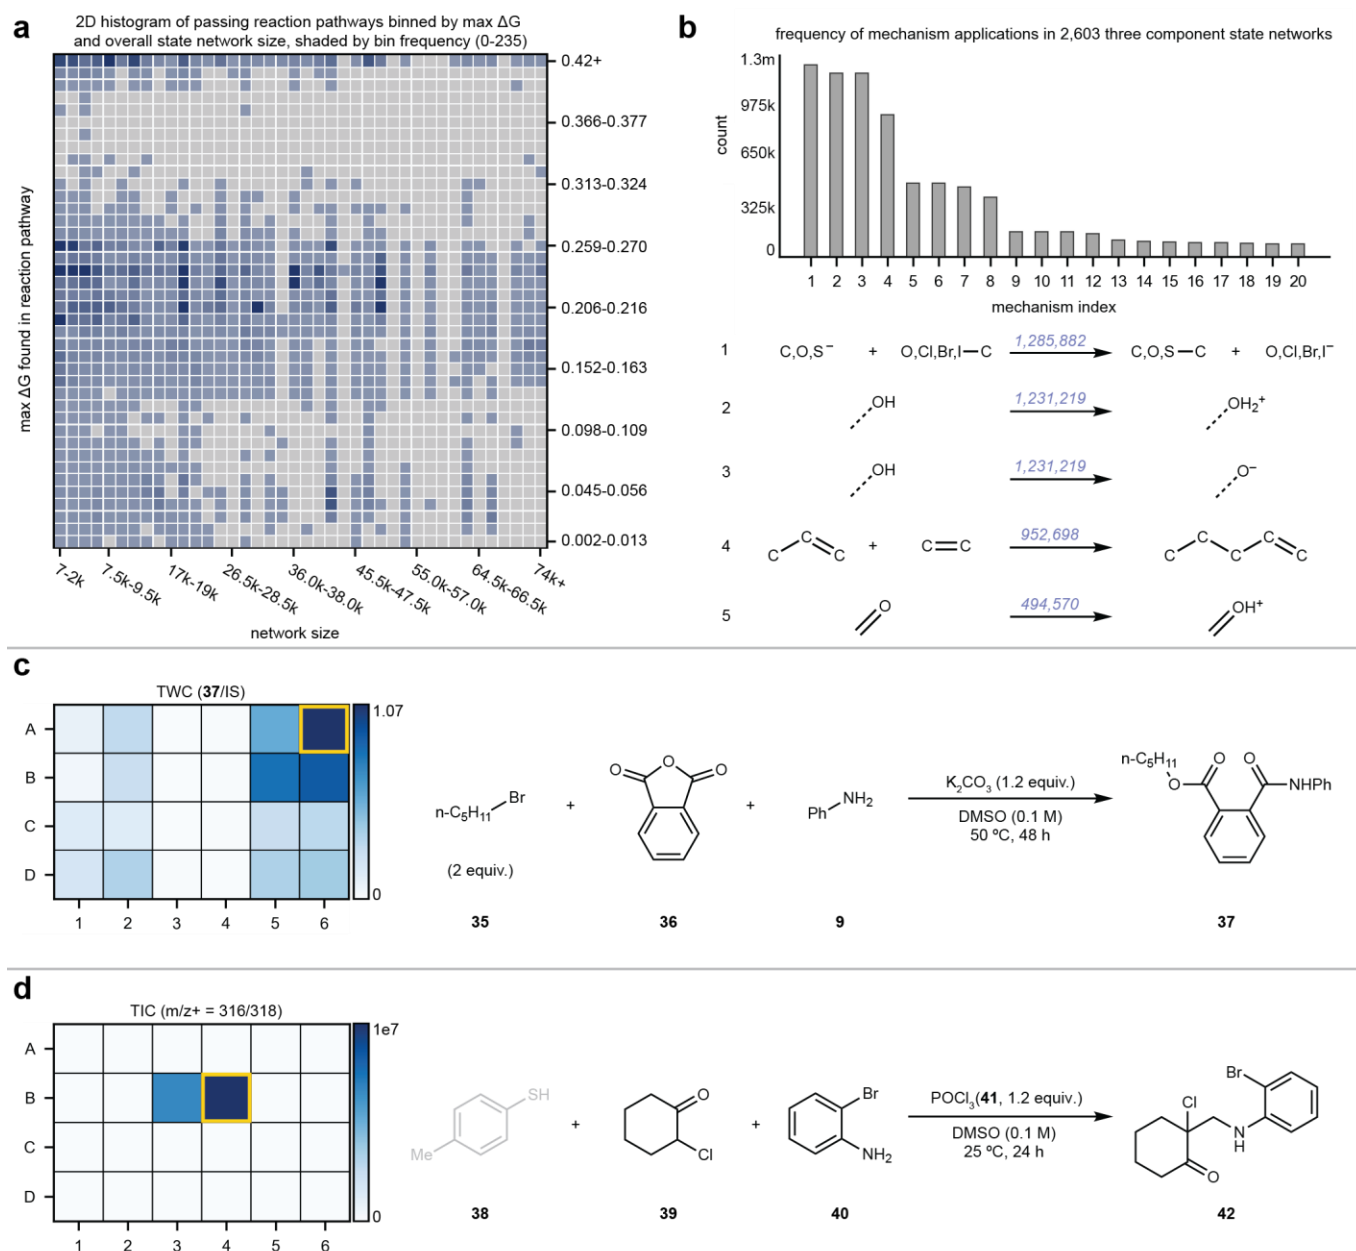 a
2D histogram of passing reaction pathways binned by max ΔG
and overall state network size, shaded by bin frequency (0-235)
max ΔG found in reaction pathway
0.42+
0.366-0.377
0.313-0.324
0.259-0.270
0.206-0.216
0.152-0.163
0.098-0.109
0.045-0.056
0.002-0.013
7-2k
7.5k-9.5k
17k-19k
26.5k-28.5k
36.0k-38.0k
45.5k-47.5k
55.0k-57.0k
64.5k-66.5k
74k+
network size
b
frequency of mechanism applications in 2,603 three component state networks
count
1.3m
975k
650k
325k
0
1 2 3 4 5 6 7 8 9 10 11 12 13 14 15 16 17 18 19 20
mechanism index
1 C,O,S⁻ + O,Cl,Br,I—C 1,285,882 C,O,S—C + O,Cl,Br,I⁻
2 OH 1,231,219 OH₂⁺
3 OH 1,231,219 O⁻
4 C C C + C=C 952,698 C C C C C
5 O 494,570 OH⁺
c
TWC (37/IS)
A
B
C
D
1 2 3 4 5 6
1.07
0
n-C₅H₁₁ Br
(2 equiv.)
35
+
O O O
36
+
Ph NH₂
9
K₂CO₃ (1.2 equiv.)
DMSO (0.1 M)
50 ºC, 48 h
n-C₅H₁₁ O O O NHPh
37
d
TIC (m/z+ = 316/318)
A
B
C
D
1 2 3 4 5 6
1e7
0
SH
Me
38
+
O
Cl
39
+
Br
NH₂
40
POCl₃(41, 1.2 equiv.)
DMSO (0.1 M)
25 ºC, 24 h
Br
Cl
N
H
O
42